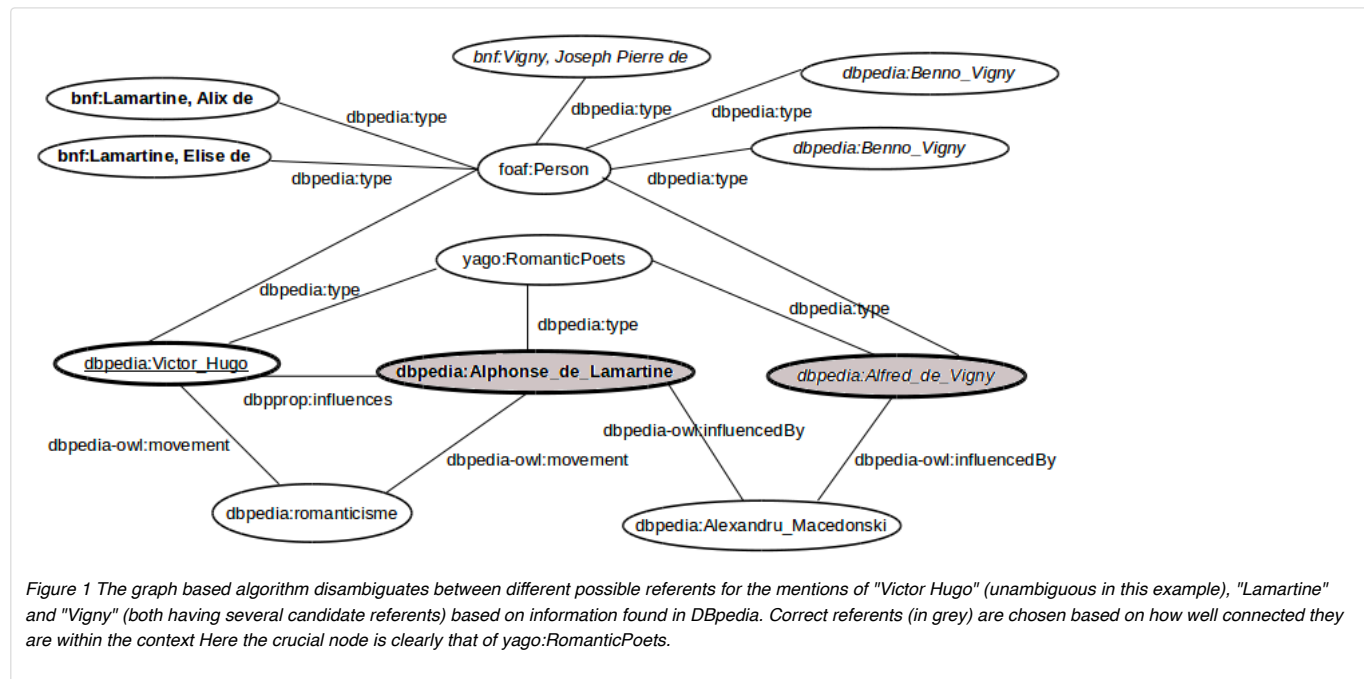 bnf:Vigny, Joseph Pierre de
dbpedia:Benno_Vigny
bnf:Lamartine, Alix de
dbpedia:type
dbpedia:type
dbpedia:type
bnf:Lamartine, Elise de
dbpedia:Benno_Vigny
foaf:Person
dbpedia:type
dbpedia:type
yago:RomanticPoets
dbpedia:type
dbpedia:type
dbpedia:type
dbpedia:Victor_Hugo
dbpedia:Alphonse_de_Lamartine
dbpedia:Alfred_de_Vigny
dbpprop:influences
dbpedia-owl:movement
dbpedia-owl:influencedBy
dbpedia-owl:movement
dbpedia-owl:influencedBy
dbpedia:romanticisme
dbpedia:Alexandru_Macedonski
Figure 1 The graph based algorithm disambiguates between different possible referents for the mentions of "Victor Hugo" (unambiguous in this example), "Lamartine"
and "Vigny" (both having several candidate referents) based on information found in DBpedia. Correct referents (in grey) are chosen based on how well connected they
are within the context Here the crucial node is clearly that of yago:RomanticPoets.